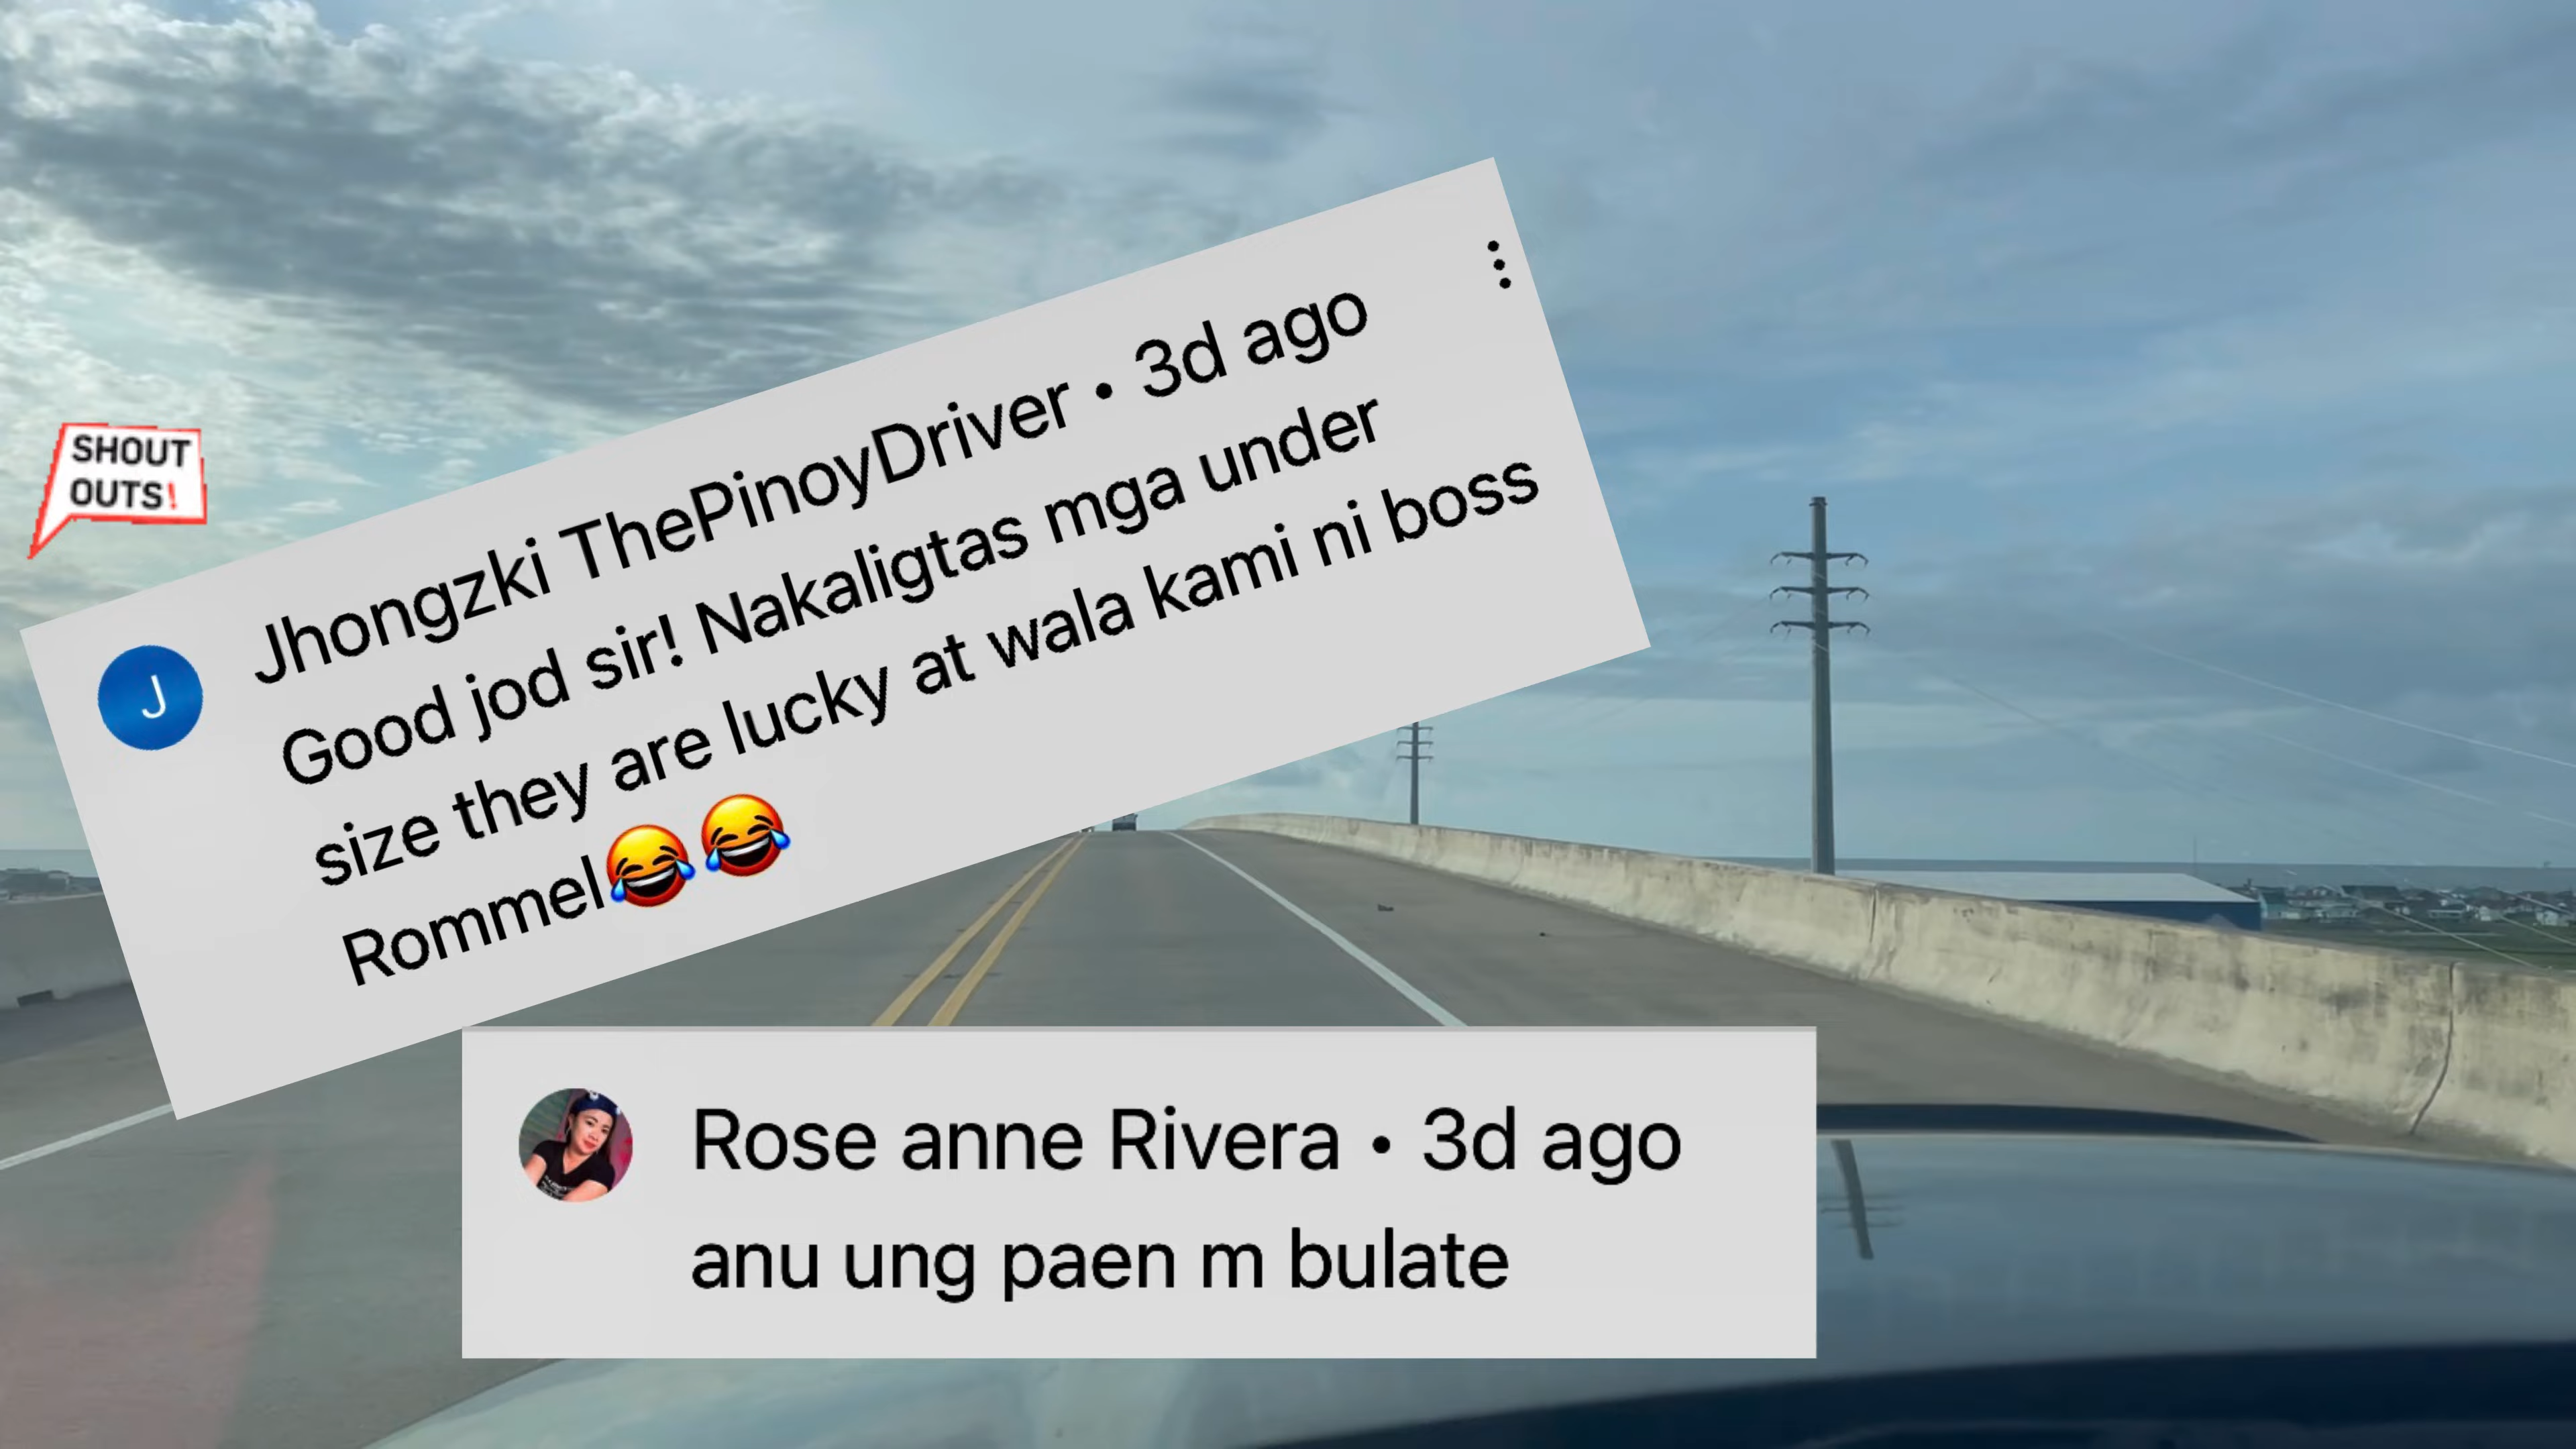 SHOUT
OUTS!
Jhongzki ThePinoyDriver • 3d ago
Good jod sir! Nakaligtas mga under
size they are lucky at wala kami ni boss
Rommel😂😂
J
Rose anne Rivera • 3d ago
anu ung paen m bulate